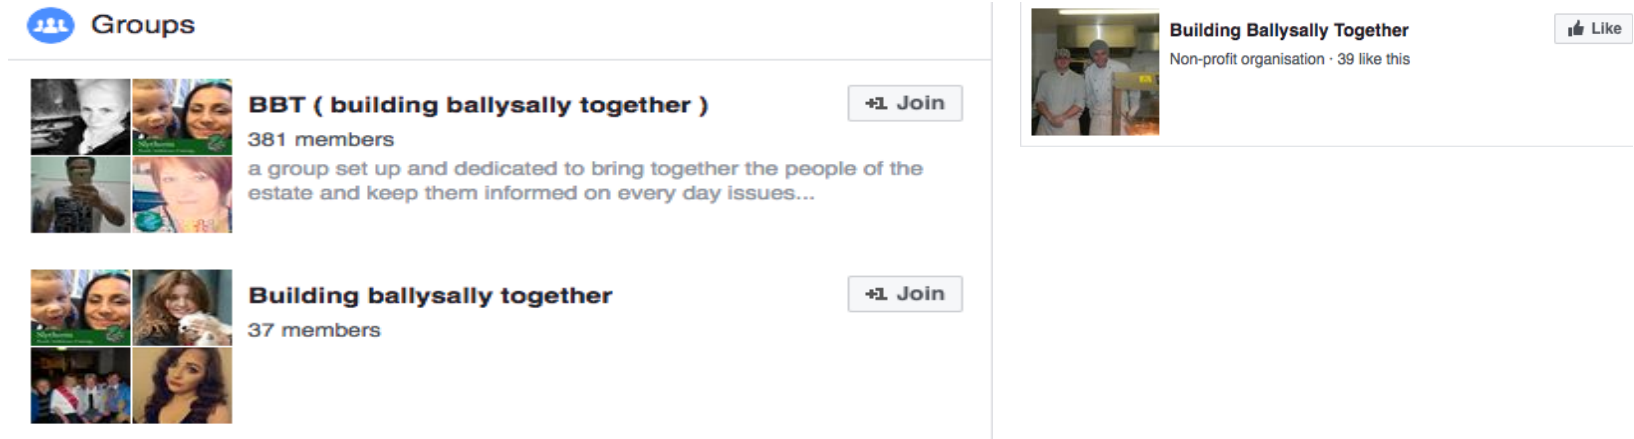 Groups
BBT ( building ballysally together )
+1 Join
381 members
a group set up and dedicated to bring together the people of the
estate and keep them informed on every day issues...
Building ballysally together
+1 Join
37 members
Building Ballysally Together
Like
Non-profit organisation · 39 like this